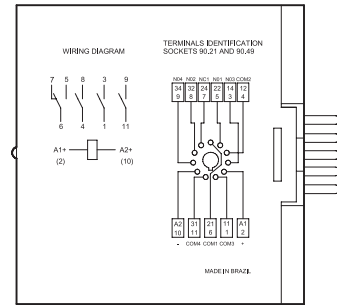 WIRING DIAGRAM
TERMINALS IDENTIFICATION
SOCKETS 90.21 AND 90.49
NO4 NO2 NC1 NO1 NO3 COM2
34 32 24 22 14 12
9 8 7 5 3 4
7 5 8 3 9
6 4 1 11
A1+ A2+
(2) (10)
A2 31 21 11 A1
10 11 6 1 2
- COM4 COM1 COM3 +
MADE IN BRAZIL